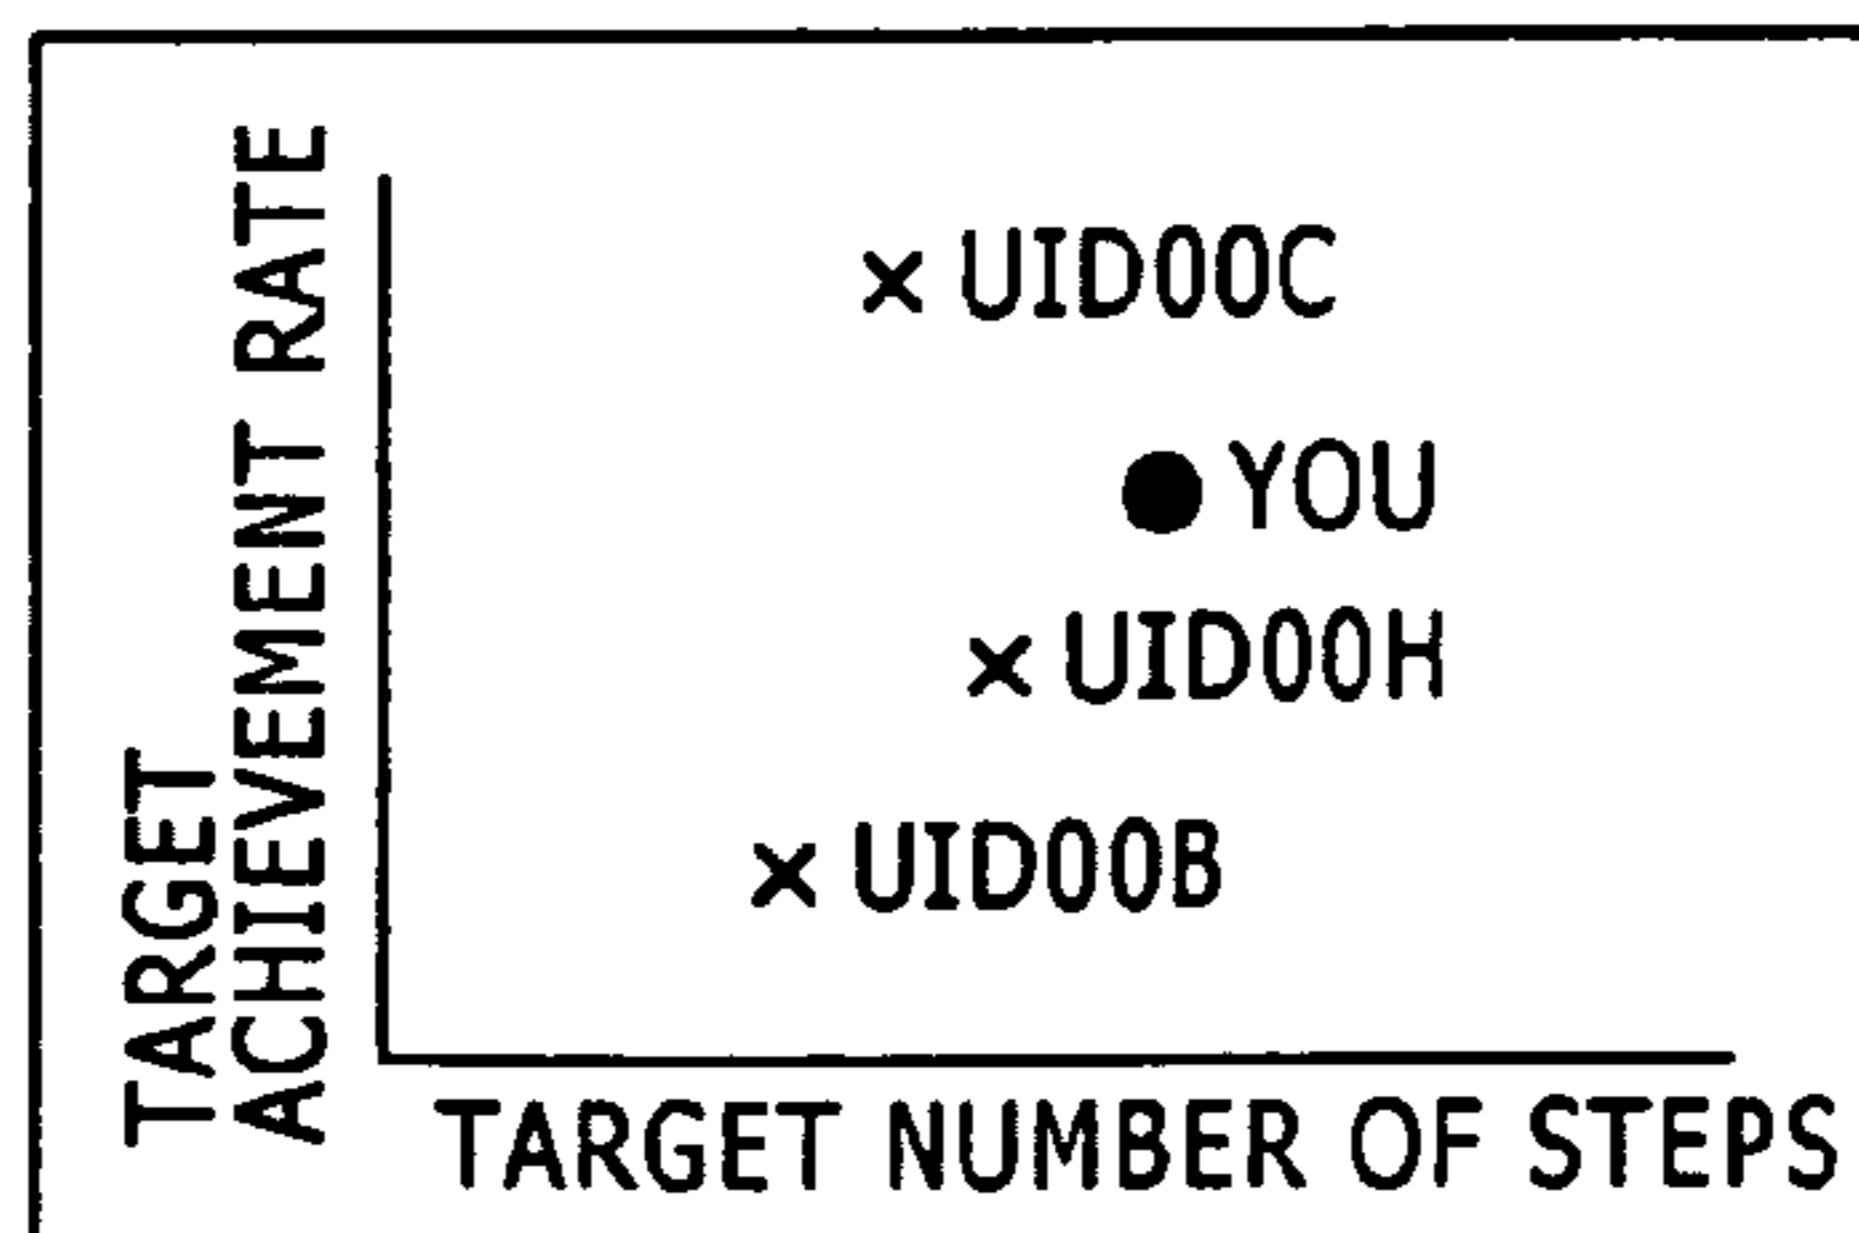 TARGET
ACHIEVEMENT RATE
UID00C
YOU
UID00H
UID00B
TARGET NUMBER OF STEPS